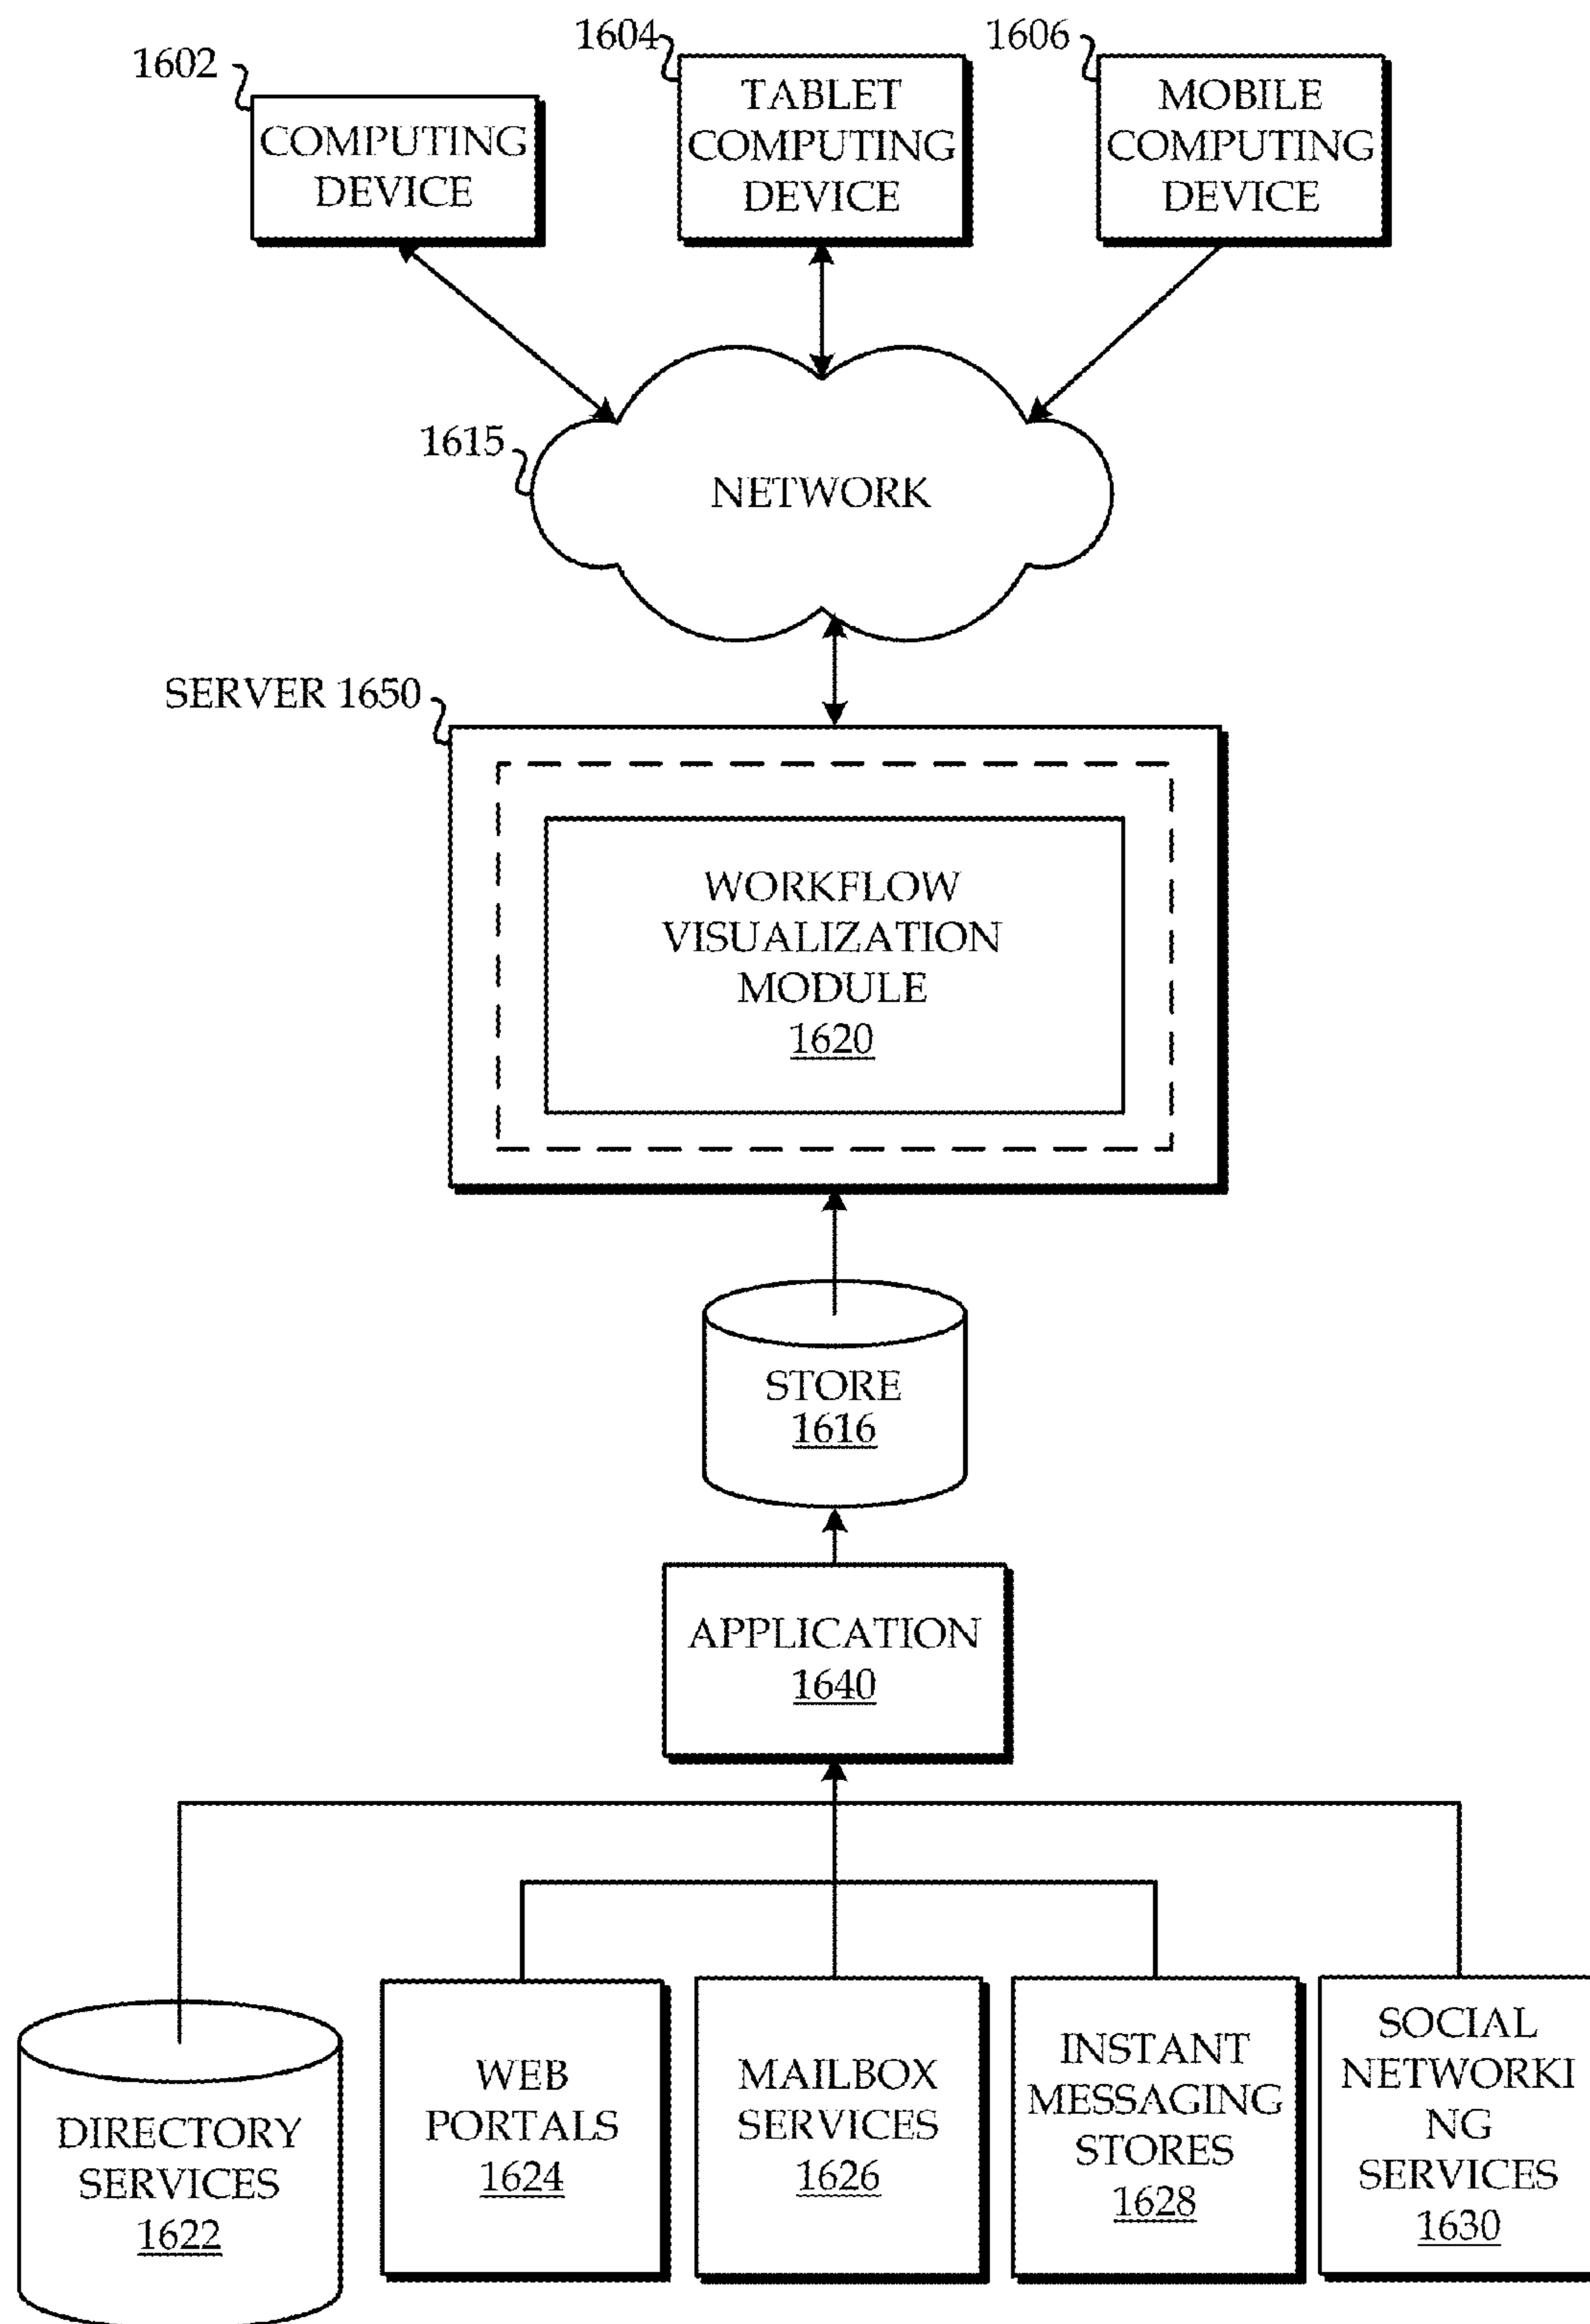 1602
COMPUTING
DEVICE
1604
TABLET
COMPUTING
DEVICE
1606
MOBILE
COMPUTING
DEVICE
1615
NETWORK
SERVER 1650
WORKFLOW
VISUALIZATION
MODULE
1620
STORE
1616
APPLICATION
1640
DIRECTORY
SERVICES
1622
WEB
PORTALS
1624
MAILBOX
SERVICES
1626
INSTANT
MESSAGING
STORES
1628
SOCIAL
NETWORKI
NG
SERVICES
1630